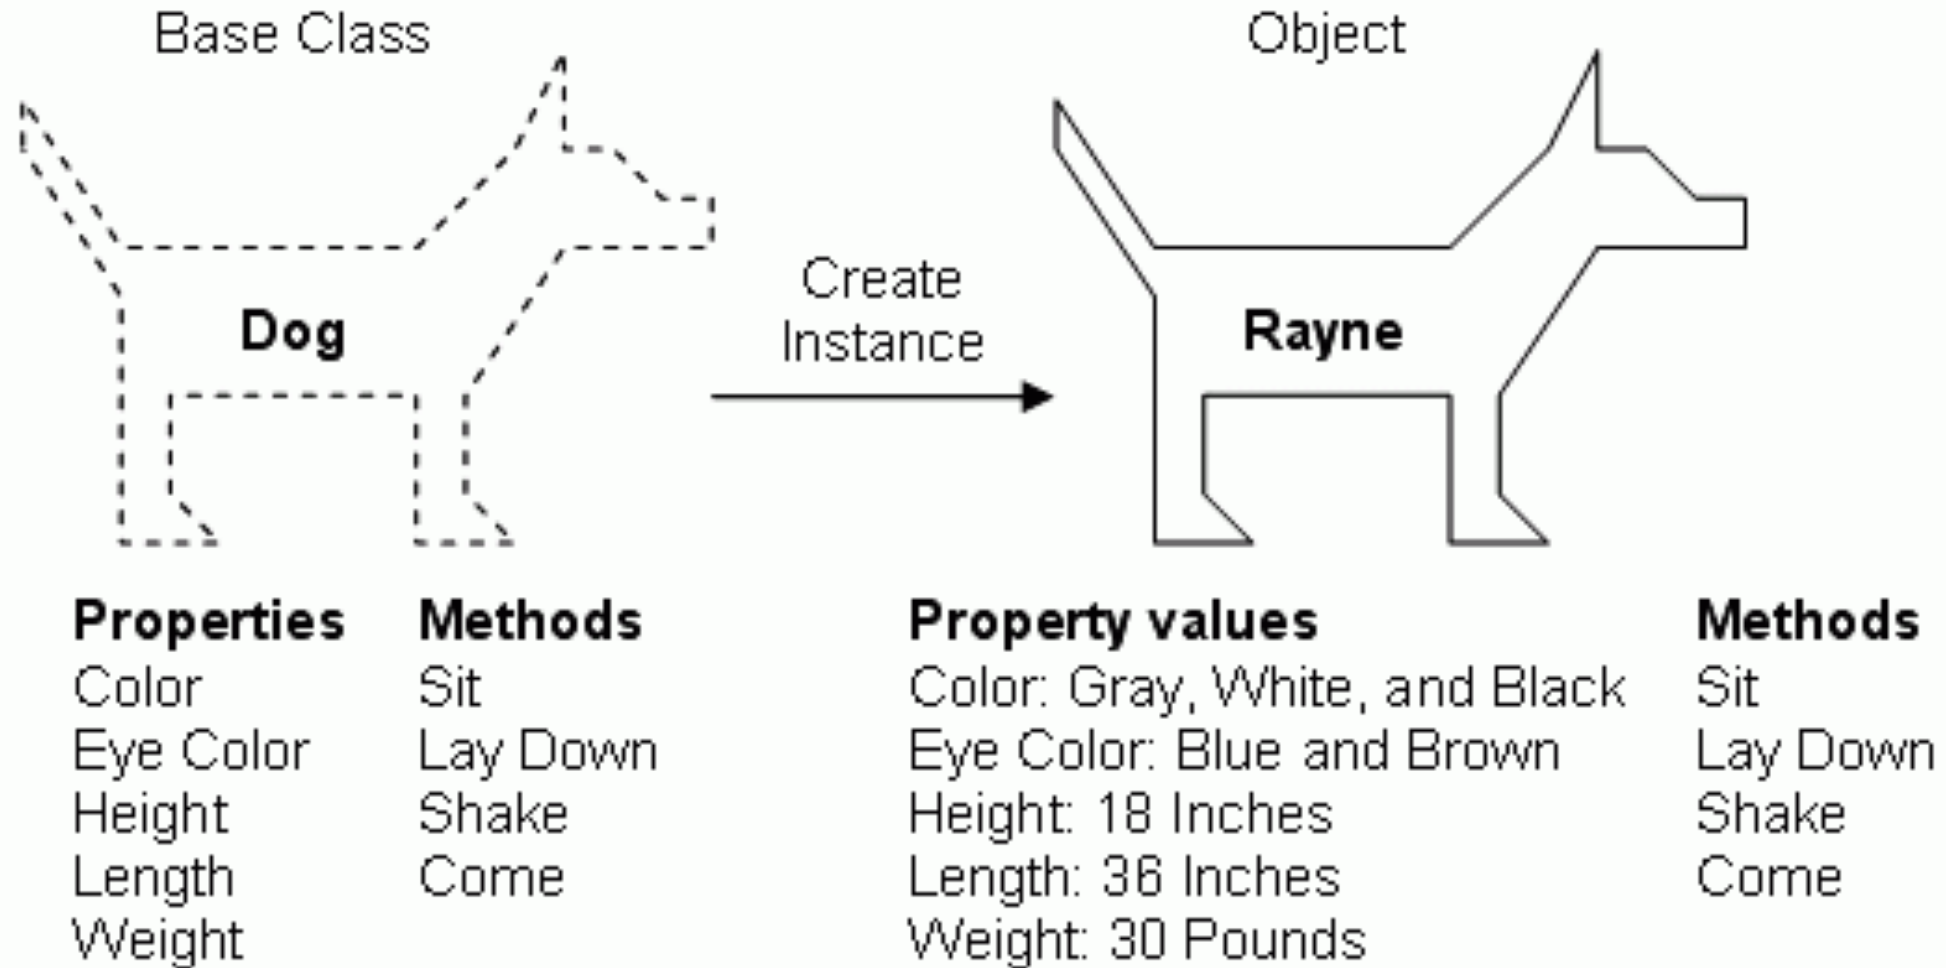 Base Class
Object
Dog
Create
Instance
Rayne
Properties Methods
Color Sit
Eye Color Lay Down
Height Shake
Length Come
Weight
Property values Methods
Color: Gray, White, and Black Sit
Eye Color: Blue and Brown Lay Down
Height: 18 Inches Shake
Length: 36 Inches Come
Weight: 30 Pounds